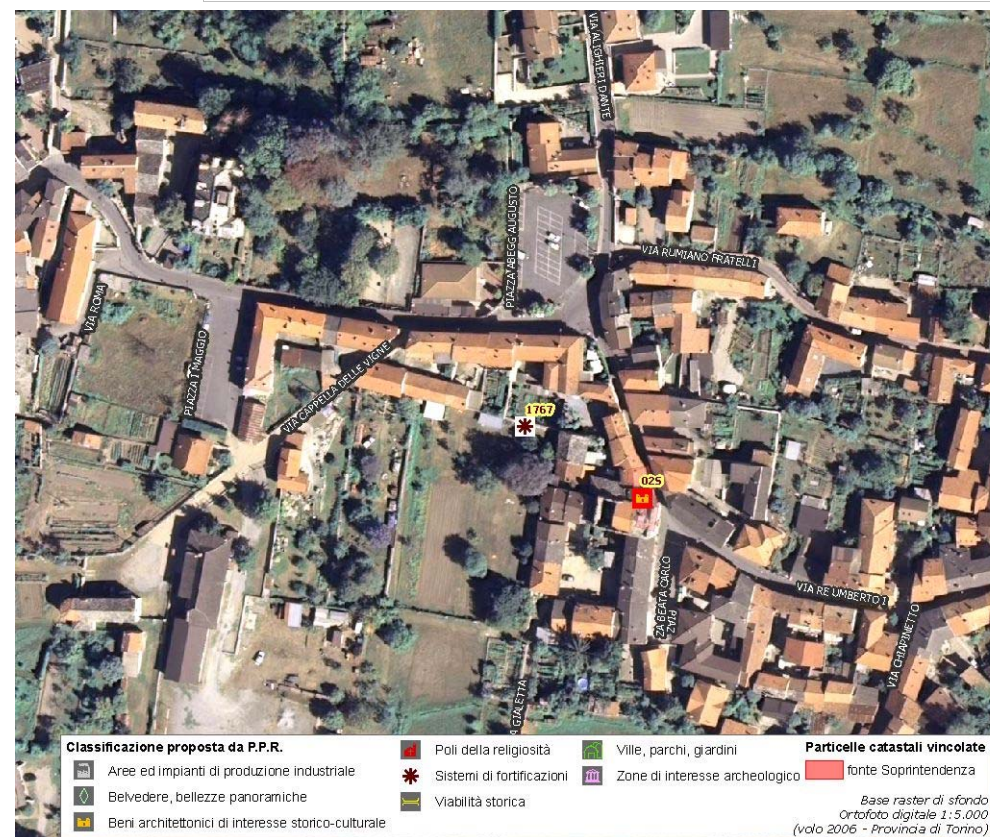 VIA ALIGHIERI DANTE
PIAZZA ABEGG AUGUSTO
VIA RUMIANO FRATELLI
VIA ROMA
PIAZZA I MAGGIO
VIA CAPPELLA DELLE VIGNE
1767
025
PIAZ
ZA BEATA CARLO
VIA RE UMBERTO I
VIA CHIAPINETTO
A GIALETTA
Classificazione proposta da P.P.R.
Aree ed impianti di produzione industriale
Belvedere, bellezze panoramiche
Beni architettonici di interesse storico-culturale
Poli della religiosità
Sistemi di fortificazioni
Viabilità storica
Ville, parchi, giardini
Zone di interesse archeologico
Particelle catastali vincolate
fonte Soprintendenza
Base raster di sfondo
Ortofoto digitale 1:5.000
(volo 2006 - Provincia di Torino)